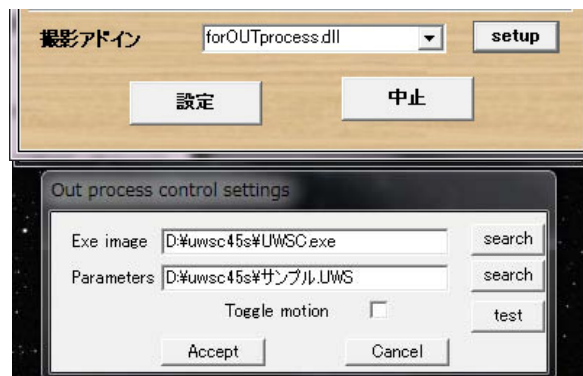 撮影アドイン forOUTprocess.dll setup
設定 中止
Out process control settings
Exe image D:¥uwsc45s¥UWSC.exe search
Parameters D:¥uwsc45s¥サンプル.UWS search
Toggle motion test
Accept Cancel